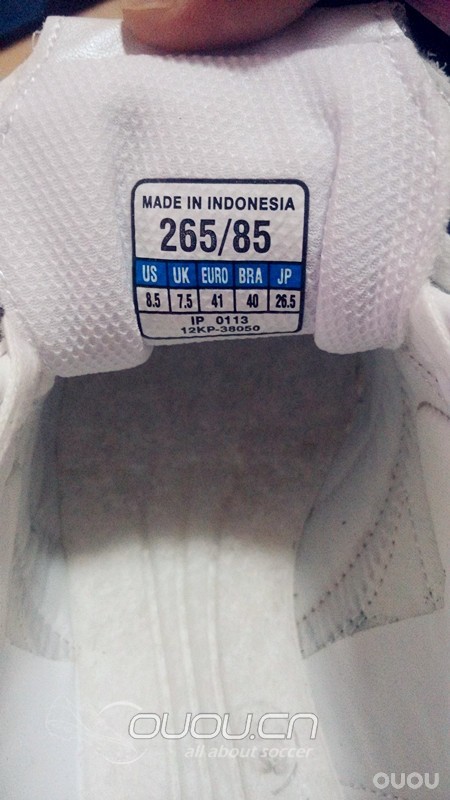 MADE IN INDONESIA
265/85
US UK EURO BRA JP
8.5 7.5 41 40 26.5
IP 0113
12KP-38050
OUOU.CN
all about soccer
OUOU